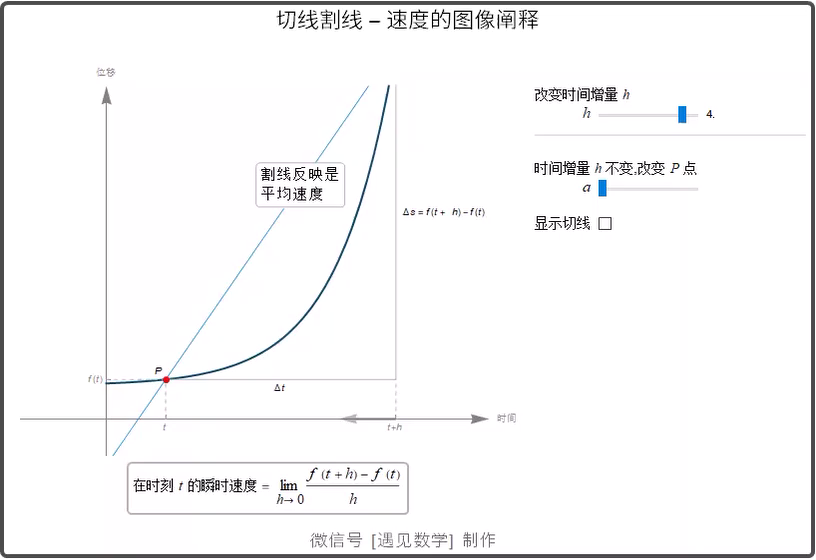 切线割线 – 速度的图像阐释
位移
改变时间增量 h
h 4.
割线反映是
平均速度
时间增量 h 不变,改变 P 点
a
Δs = f(t + h) – f(t)
显示切线
P
f(t)
Δt
t
t+h
时间
在时刻 t 的瞬时速度 = lim h→0 f (t + h) – f (t) / h
微信号 [遇见数学] 制作